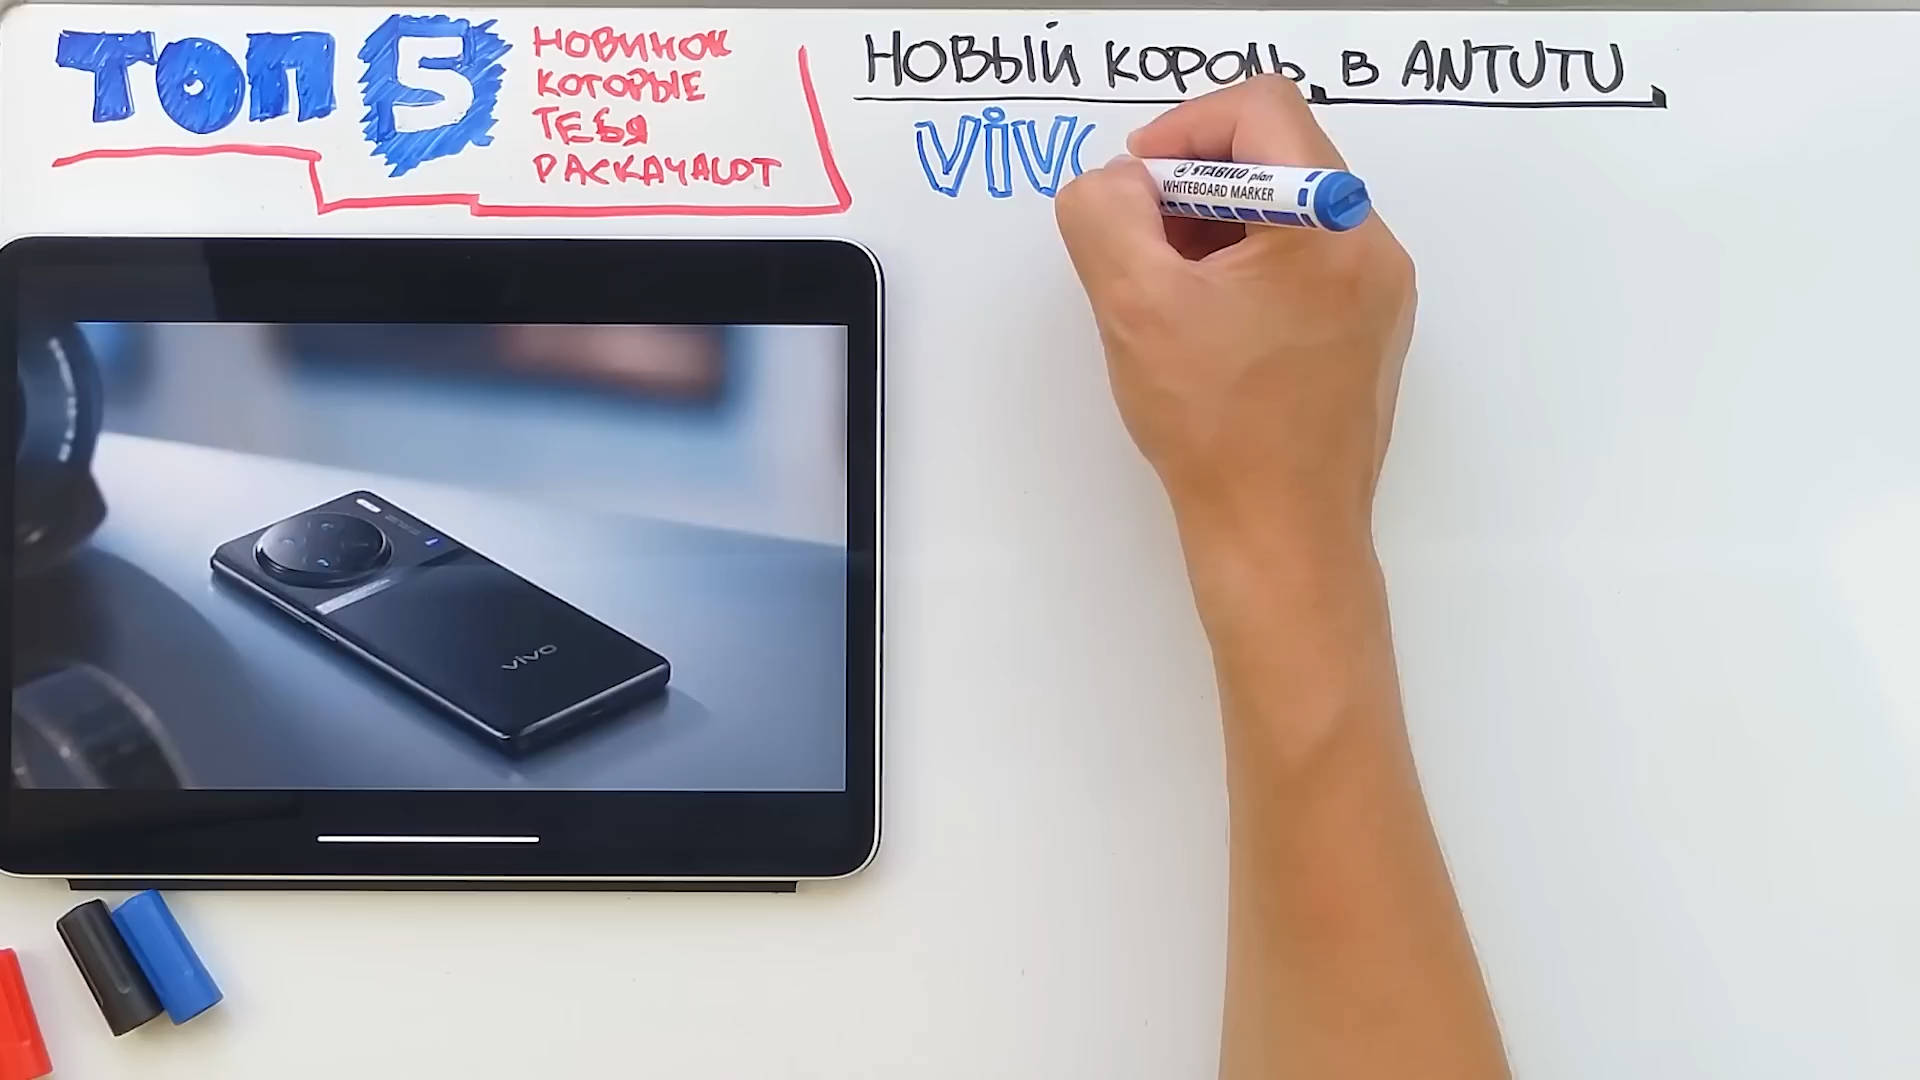 ТОП 5
НОВИНОК
КОТОРЫЕ
ТЕБЯ
РАСКАЧАЮТ
НОВЫЙ КОРОЛЬ В ANTUTU
vivo
STABILO plan
WHITEBOARD MARKER
vivo